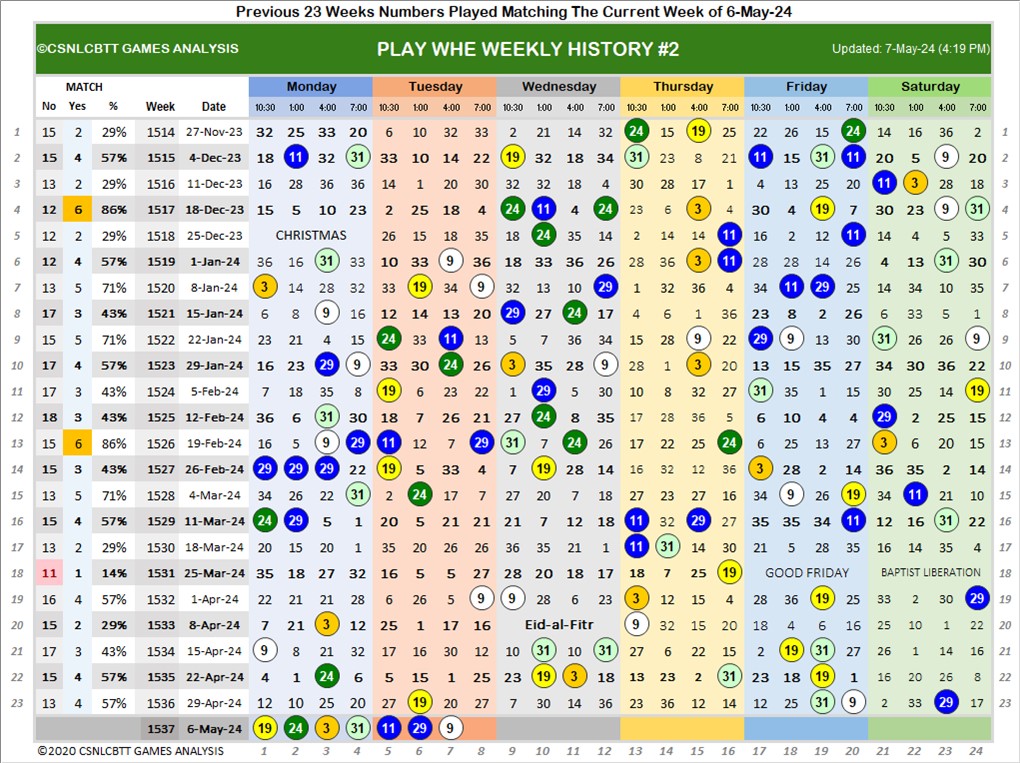 Previous 23 Weeks Numbers Played Matching The Current Week of 6-May-24
©CSNLCBTT GAMES ANALYSIS PLAY WHE WEEKLY HISTORY #2 Updated: 7-May-24 (4:19 PM)
MATCH Monday Tuesday Wednesday Thursday Friday Saturday
No Yes % Week Date 10:30 1:00 4:00 7:00 10:30 1:00 4:00 7:00 10:30 1:00 4:00 7:00 10:30 1:00 4:00 7:00 10:30 1:00 4:00 7:00 10:30 1:00 4:00 7:00
1 15 2 29% 1514 27-Nov-23 32 25 33 20 6 10 32 33 2 21 14 32 24 15 19 25 22 26 15 24 14 16 36 2 1
2 15 4 57% 1515 4-Dec-23 18 11 32 31 33 10 14 22 19 32 18 34 31 23 8 21 11 15 31 11 20 5 9 20 2
3 13 2 29% 1516 11-Dec-23 16 28 36 36 14 1 20 30 32 32 18 4 30 28 17 1 4 13 25 20 11 3 28 18 3
4 12 6 86% 1517 18-Dec-23 15 5 10 23 2 25 18 4 24 11 4 24 23 6 3 4 30 4 19 7 30 23 9 31 4
5 12 2 29% 1518 25-Dec-23 CHRISTMAS 26 15 18 35 18 24 35 14 2 14 14 11 16 2 12 11 14 4 5 33 5
6 12 4 57% 1519 1-Jan-24 36 16 31 33 10 33 9 36 18 33 36 26 28 36 3 11 28 28 14 26 4 13 31 30 6
7 13 5 71% 1520 8-Jan-24 3 14 28 32 33 19 34 9 32 13 10 29 1 32 36 4 34 11 29 25 14 34 10 35 7
8 17 3 43% 1521 15-Jan-24 6 8 9 16 12 14 13 20 29 27 24 17 4 6 1 36 23 8 2 26 6 33 5 1 8
9 15 5 71% 1522 22-Jan-24 23 21 4 15 24 33 11 13 5 7 36 34 15 28 9 22 29 9 13 30 31 26 26 9 9
10 17 4 57% 1523 29-Jan-24 16 23 29 9 33 30 24 26 3 35 28 9 28 1 3 20 13 15 35 27 34 30 36 22 10
11 17 3 43% 1524 5-Feb-24 7 18 35 8 19 6 23 22 1 29 5 30 10 8 32 27 31 35 1 15 30 25 14 19 11
12 18 3 43% 1525 12-Feb-24 36 6 31 30 18 7 26 21 27 24 8 35 17 28 36 5 6 10 4 4 29 2 25 15 12
13 15 6 86% 1526 19-Feb-24 16 5 9 29 11 12 7 29 31 7 24 26 17 22 25 24 6 25 13 27 3 6 20 15 13
14 15 3 43% 1527 26-Feb-24 29 29 29 22 19 5 33 4 7 19 28 14 16 32 12 36 3 28 2 14 36 35 2 14 14
15 13 5 71% 1528 4-Mar-24 34 26 22 31 2 24 17 7 27 20 7 18 27 23 27 16 34 9 26 19 34 11 21 10 15
16 15 4 57% 1529 11-Mar-24 24 29 5 1 20 5 21 21 21 7 12 18 11 32 29 27 35 35 34 11 12 16 31 22 16
17 13 2 29% 1530 18-Mar-24 20 15 20 1 35 20 26 26 36 35 21 1 11 31 14 30 21 5 28 35 16 14 35 4 17
18 11 1 14% 1531 25-Mar-24 35 18 27 32 16 5 5 27 28 20 18 18 18 7 25 19 GOOD FRIDAY BAPTIST LIBERATION 18
19 16 4 57% 1532 1-Apr-24 22 21 21 28 6 26 5 9 9 28 6 23 3 12 15 4 28 36 19 25 33 2 30 29 19
20 15 2 29% 1533 8-Apr-24 7 21 3 12 25 1 17 16 Eid-al-Fitr 9 32 15 20 18 4 6 16 25 10 1 22 20
21 17 3 43% 1534 15-Apr-24 9 8 21 32 17 16 30 12 10 31 12 31 27 6 22 15 2 19 31 27 26 1 14 16 21
22 15 4 57% 1535 22-Apr-24 4 1 24 6 5 15 1 25 23 19 3 18 13 23 2 31 23 18 19 18 16 20 26 8 22
23 13 4 57% 1536 29-Apr-24 12 10 25 20 27 19 20 27 7 30 14 36 23 36 12 14 12 25 31 9 2 33 29 17 23
1537 6-May-24 19 24 3 31 11 29 9
©2020 CSNLCBTT GAMES ANALYSIS 1 2 3 4 5 6 7 8 9 10 11 12 13 14 15 16 17 18 19 20 21 22 23 24